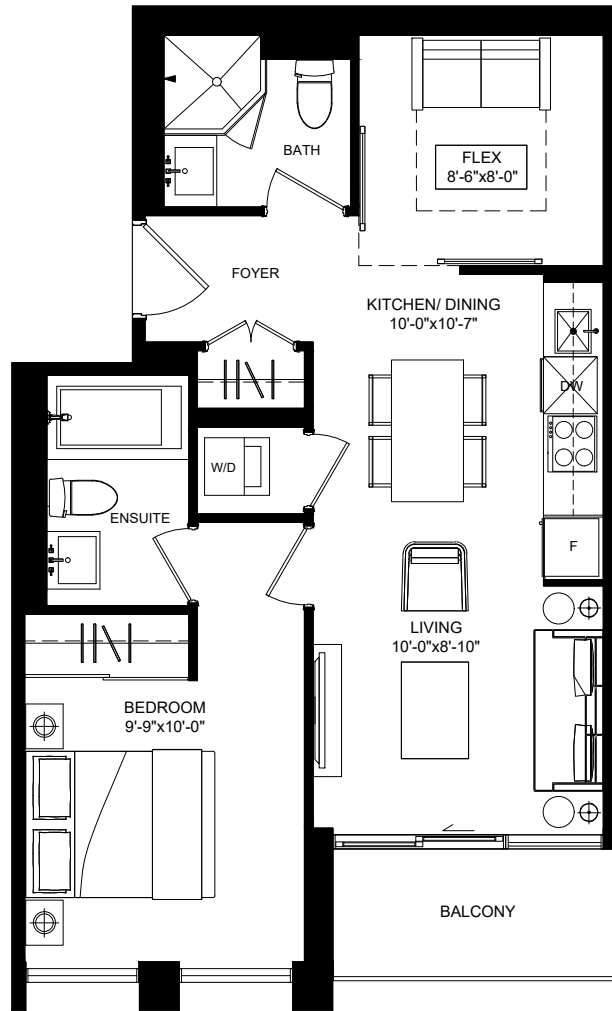 BATH
FLEX
8'-6"x8'-0"
FOYER
KITCHEN/ DINING
10'-0"x10'-7"
DW
W/D
ENSUITE
F
LIVING
10'-0"x8'-10"
BEDROOM
9'-9"x10'-0"
BALCONY